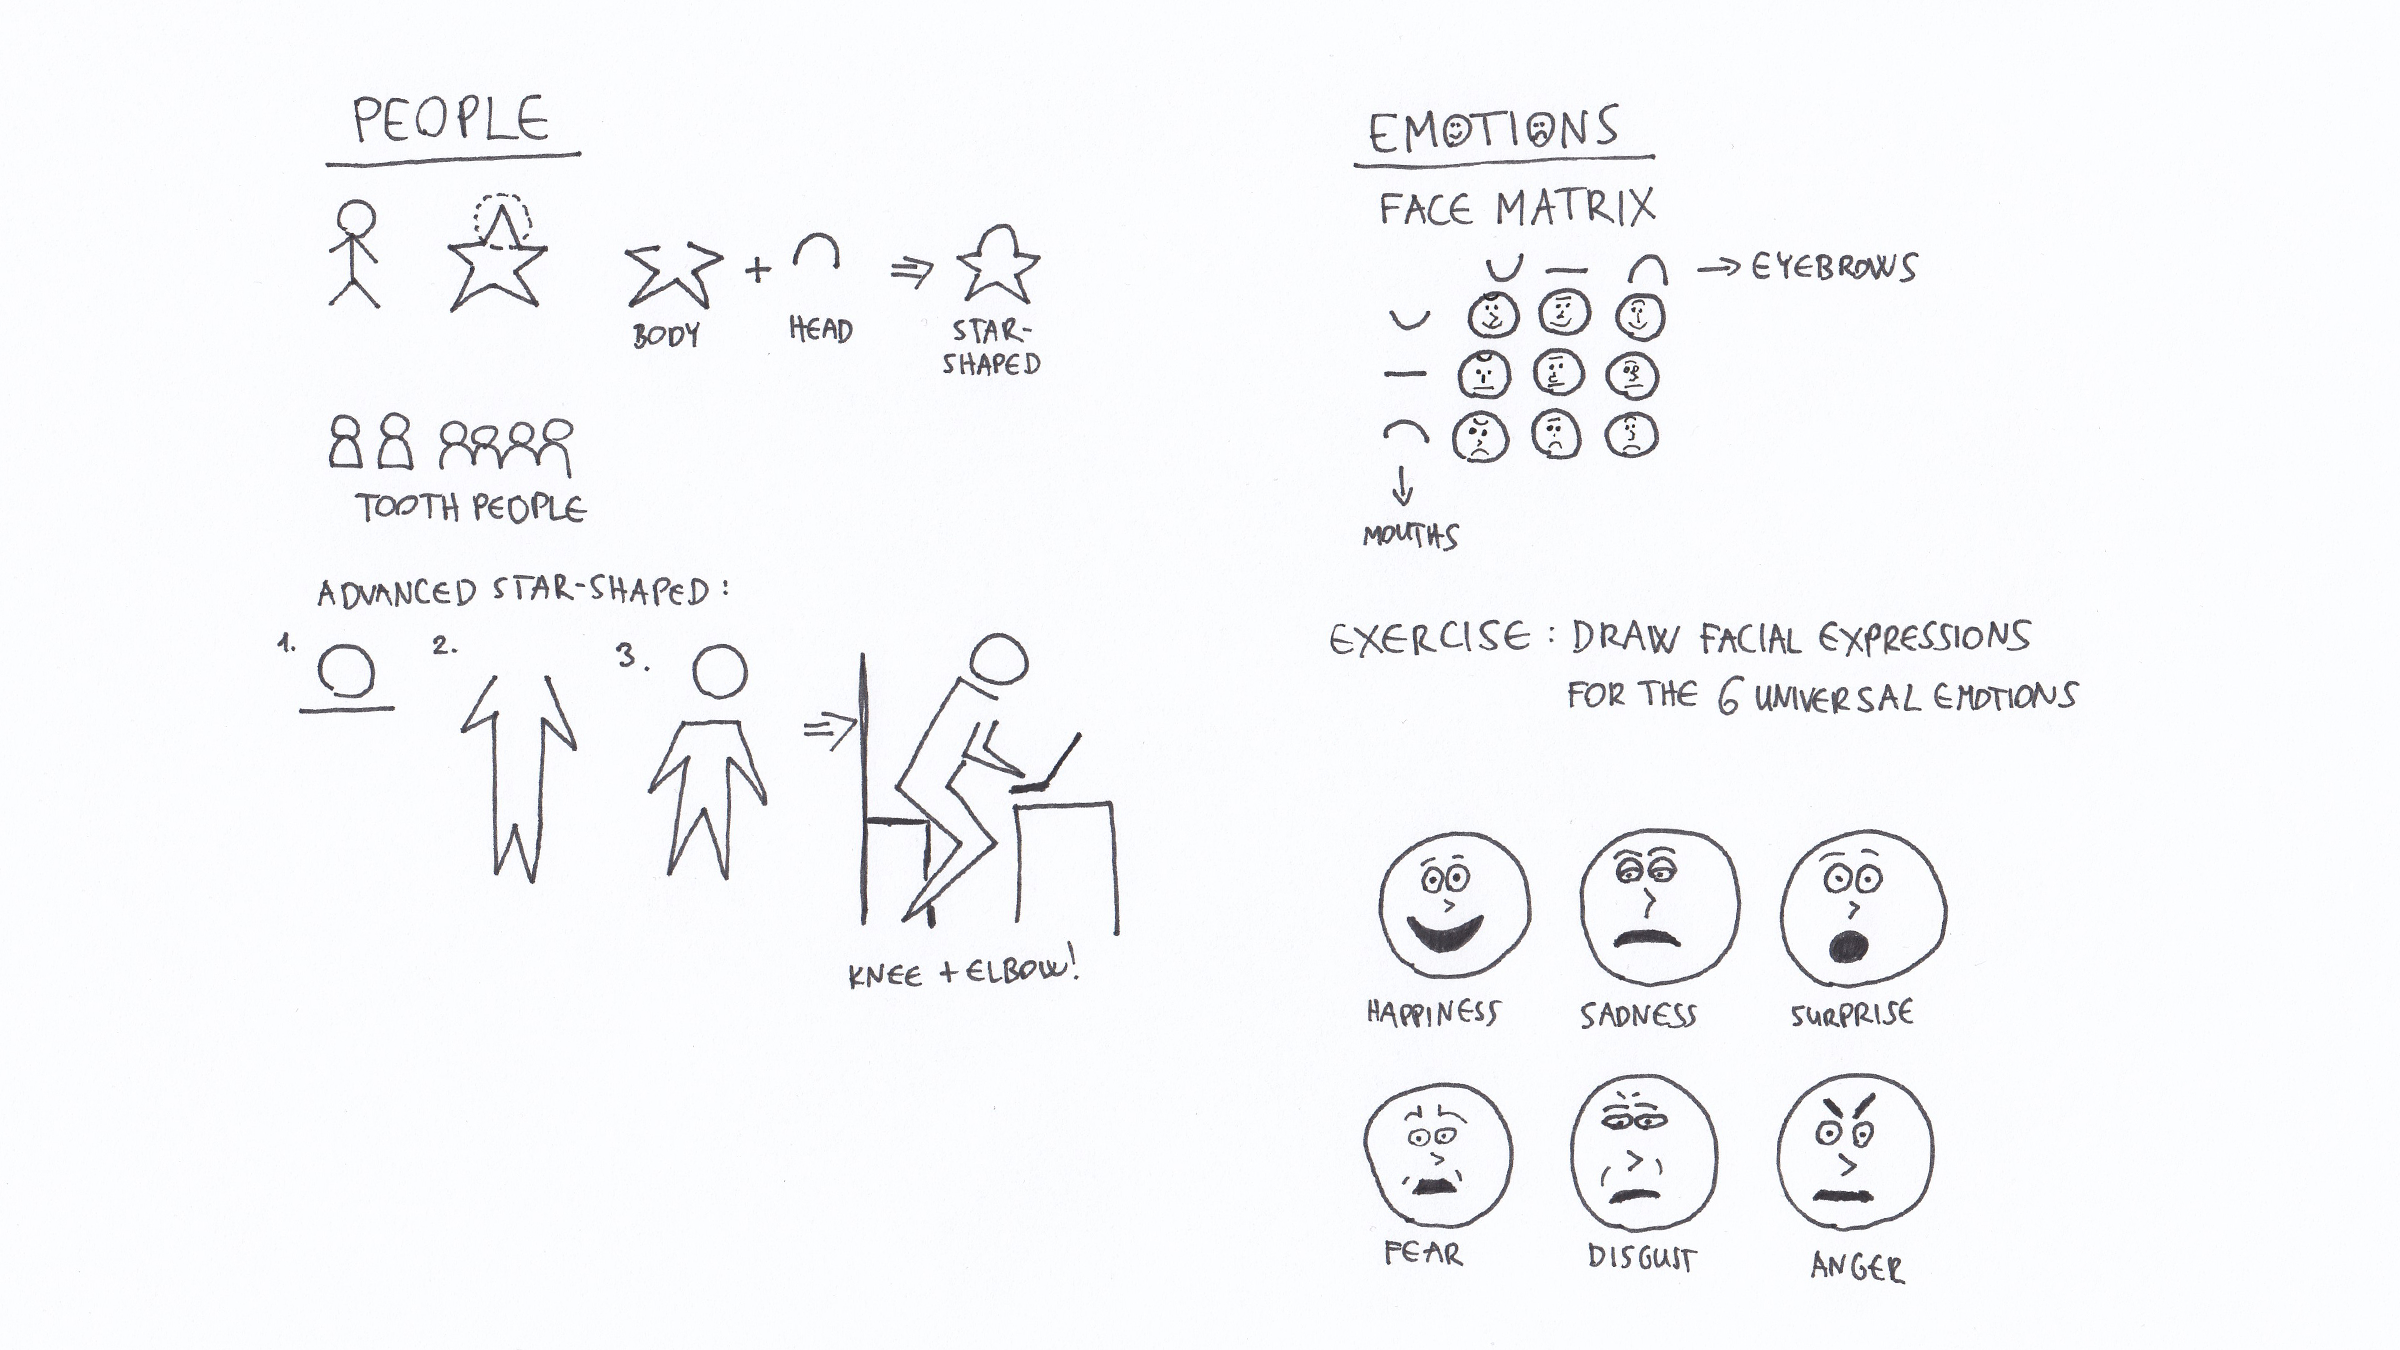 PEOPLE
+
BODY
HEAD
STAR-
SHAPED
TOOTH PEOPLE
ADVANCED STAR-SHAPED:
1.
2.
3.
KNEE + ELBOW!
EMOTIONS
FACE MATRIX
EYEBROWS
MOUTHS
EXERCISE: DRAW FACIAL EXPRESSIONS
FOR THE 6 UNIVERSAL EMOTIONS
HAPPINESS
SADNESS
SURPRISE
FEAR
DISGUST
ANGER